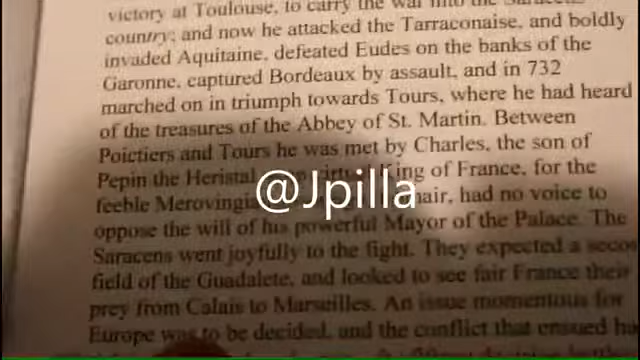 victory at Toulouse, to carry the war into the
country; and now he attacked the Tarraconaise, and boldly
invaded Aquitaine, defeated Eudes on the banks of the
Garonne, captured Bordeaux by assault, and in 732
marched on in triumph towards Tours, where he had heard
of the treasures of the Abbey of St. Martin. Between
Poictiers and Tours he was met by Charles, the son of
Pepin the Heristal, King of France, for the
feeble had no voice to
oppose the will of his powerful Mayor of the Palace. The
Saracens went joyfully to the fight. They expected a
field of the Guadalete, and looked to see fair France their
prey from Calais to Marseilles. An issue momentous for
Europe was to be decided, and the conflict that ensued
@Jpilla